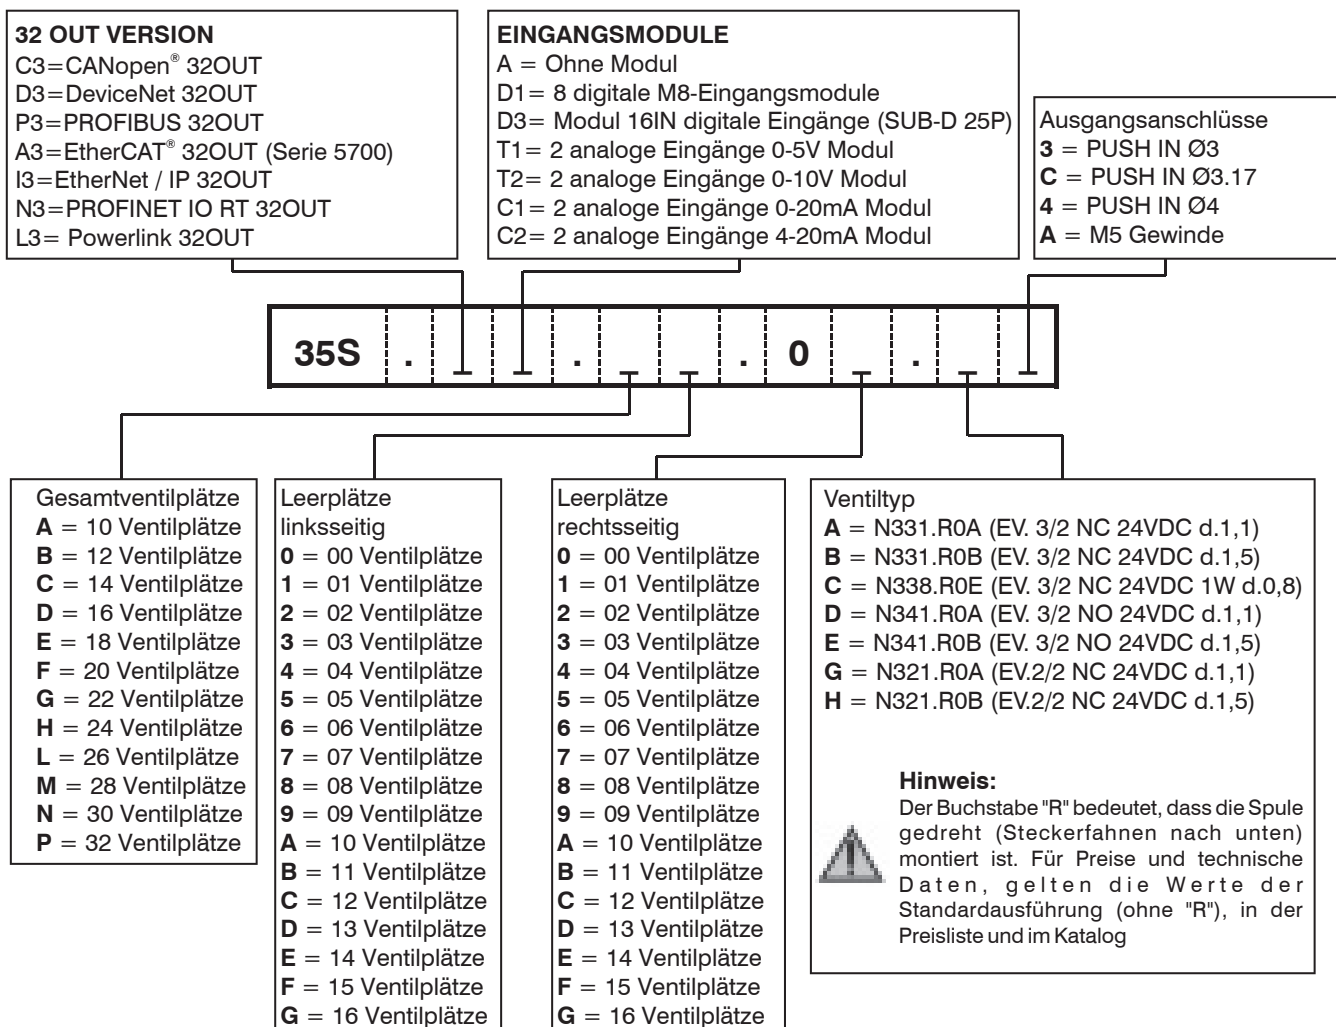 32 OUT VERSION
C3=CANopen® 32OUT
D3=DeviceNet 32OUT
P3=PROFIBUS 32OUT
A3=EtherCAT® 32OUT (Serie 5700)
I3=EtherNet / IP 32OUT
N3=PROFINET IO RT 32OUT
L3= Powerlink 32OUT
EINGANGSMODULE
A = Ohne Modul
D1= 8 digitale M8-Eingangsmodule
D3= Modul 16IN digitale Eingänge (SUB-D 25P)
T1= 2 analoge Eingänge 0-5V Modul
T2= 2 analoge Eingänge 0-10V Modul
C1= 2 analoge Eingänge 0-20mA Modul
C2= 2 analoge Eingänge 4-20mA Modul
Ausgangsanschlüsse
3 = PUSH IN Ø3
C = PUSH IN Ø3.17
4 = PUSH IN Ø4
A = M5 Gewinde
35S . . . 0 .
Gesamtventilplätze
A = 10 Ventilplätze
B = 12 Ventilplätze
C = 14 Ventilplätze
D = 16 Ventilplätze
E = 18 Ventilplätze
F = 20 Ventilplätze
G = 22 Ventilplätze
H = 24 Ventilplätze
L = 26 Ventilplätze
M = 28 Ventilplätze
N = 30 Ventilplätze
P = 32 Ventilplätze
Leerplätze
linksseitig
0 = 00 Ventilplätze
1 = 01 Ventilplätze
2 = 02 Ventilplätze
3 = 03 Ventilplätze
4 = 04 Ventilplätze
5 = 05 Ventilplätze
6 = 06 Ventilplätze
7 = 07 Ventilplätze
8 = 08 Ventilplätze
9 = 09 Ventilplätze
A = 10 Ventilplätze
B = 11 Ventilplätze
C = 12 Ventilplätze
D = 13 Ventilplätze
E = 14 Ventilplätze
F = 15 Ventilplätze
G = 16 Ventilplätze
Leerplätze
rechtsseitig
0 = 00 Ventilplätze
1 = 01 Ventilplätze
2 = 02 Ventilplätze
3 = 03 Ventilplätze
4 = 04 Ventilplätze
5 = 05 Ventilplätze
6 = 06 Ventilplätze
7 = 07 Ventilplätze
8 = 08 Ventilplätze
9 = 09 Ventilplätze
A = 10 Ventilplätze
B = 11 Ventilplätze
C = 12 Ventilplätze
D = 13 Ventilplätze
E = 14 Ventilplätze
F = 15 Ventilplätze
G = 16 Ventilplätze
Ventiltyp
A = N331.R0A (EV. 3/2 NC 24VDC d.1,1)
B = N331.R0B (EV. 3/2 NC 24VDC d.1,5)
C = N338.R0E (EV. 3/2 NC 24VDC 1W d.0,8)
D = N341.R0A (EV. 3/2 NO 24VDC d.1,1)
E = N341.R0B (EV. 3/2 NO 24VDC d.1,5)
G = N321.R0A (EV.2/2 NC 24VDC d.1,1)
H = N321.R0B (EV.2/2 NC 24VDC d.1,5)
Hinweis:
Der Buchstabe "R" bedeutet, dass die Spule
gedreht (Steckerfahnen nach unten)
montiert ist. Für Preise und technische
Daten, gelten die Werte der
Standardausführung (ohne "R"), in der
Preisliste und im Katalog